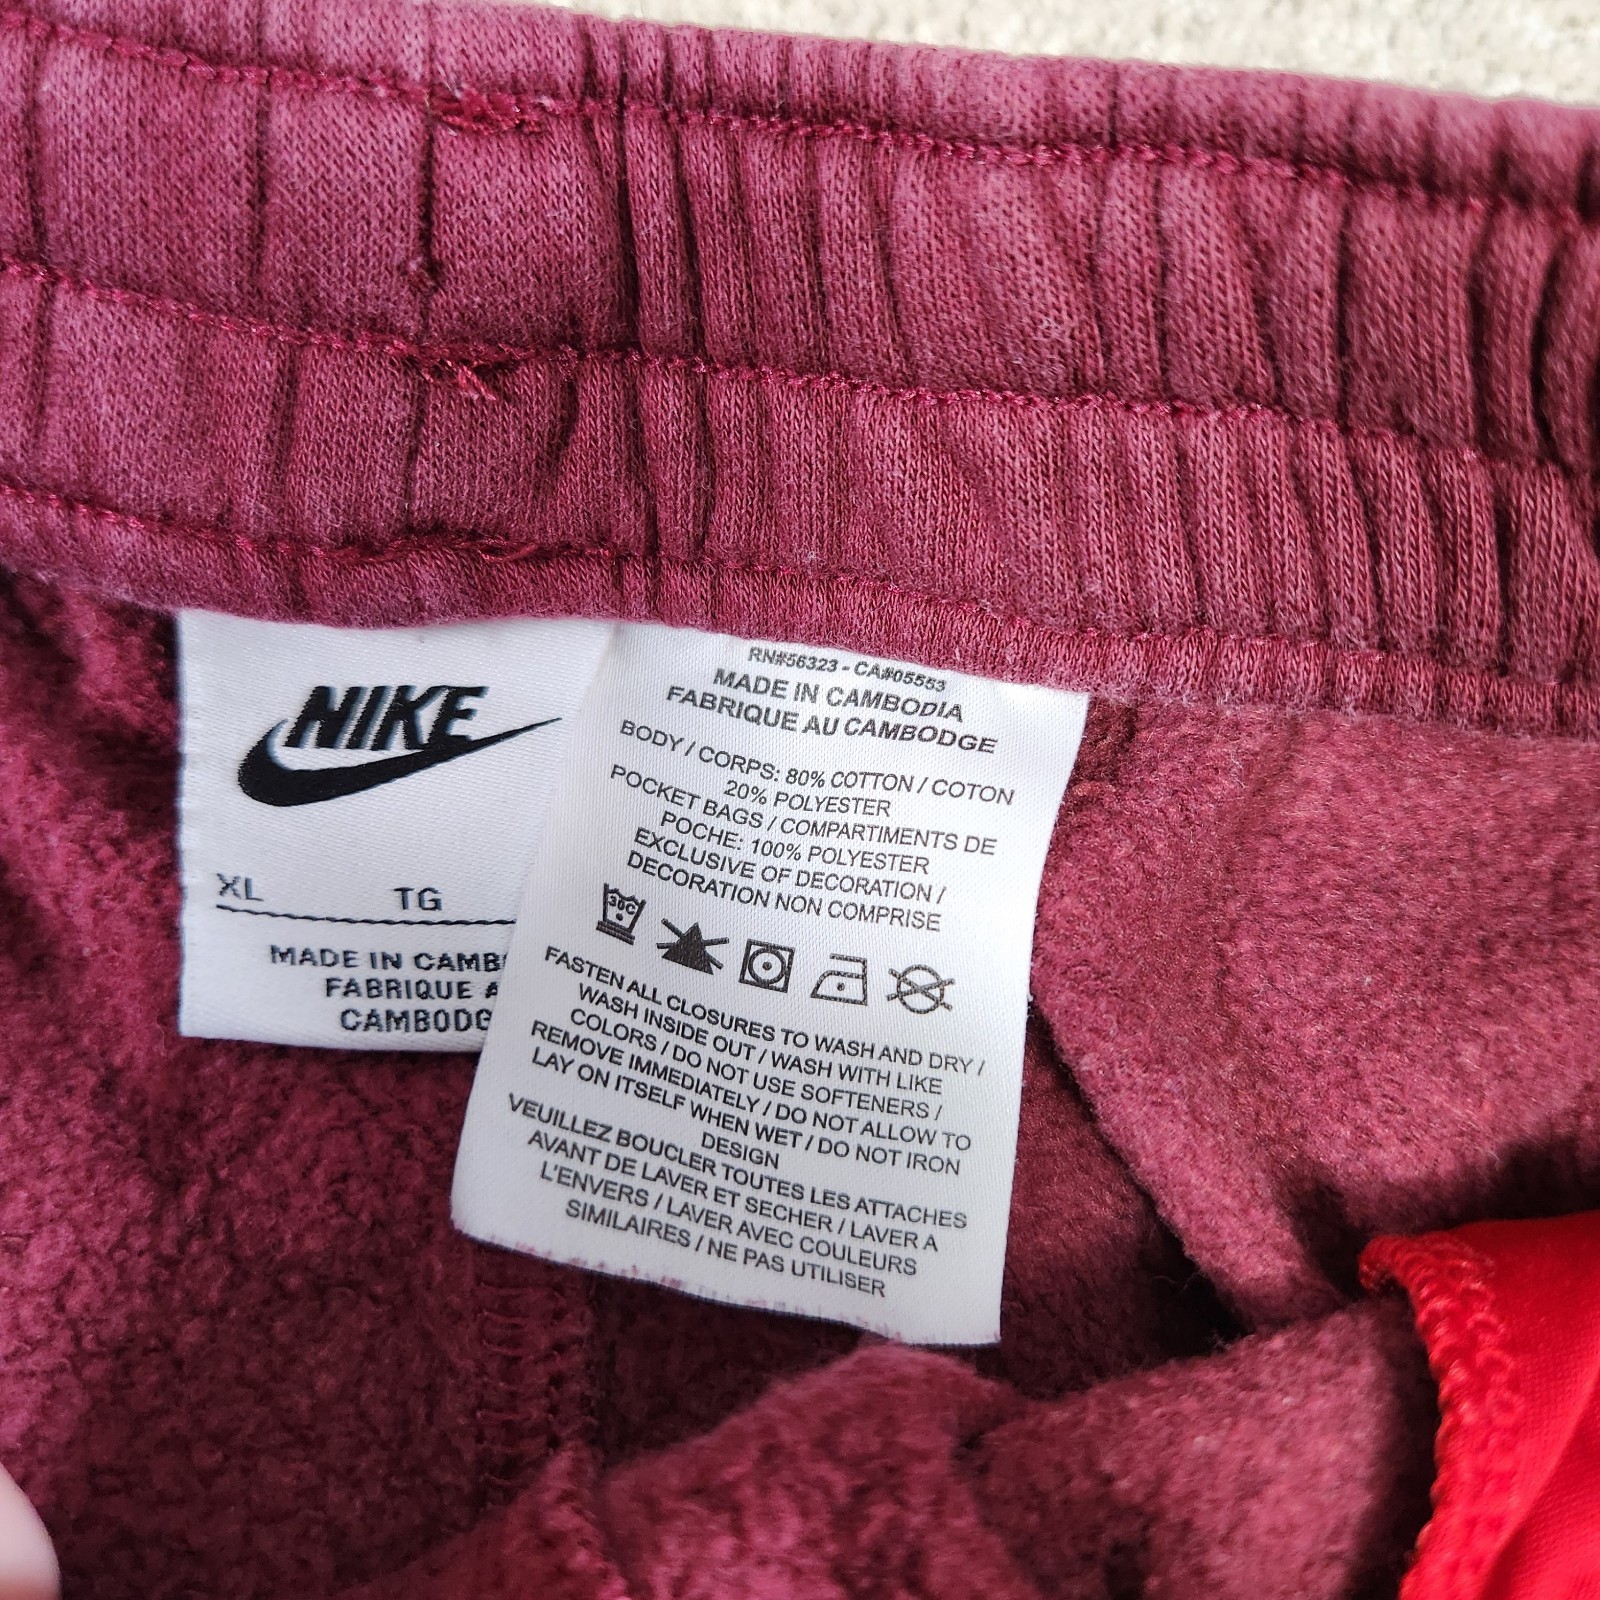 NIKE
XL TG
MADE IN CAMB
FABRIQUE A
CAMBODG
RN#56323 - CA#05553
MADE IN CAMBODIA
FABRIQUE AU CAMBODGE
BODY / CORPS: 80% COTTON / COTON
20% POLYESTER
POCKET BAGS / COMPARTIMENTS DE
POCHE: 100% POLYESTER
EXCLUSIVE OF DECORATION /
DECORATION NON COMPRISE
30C
FASTEN ALL CLOSURES TO WASH AND DRY /
WASH INSIDE OUT / WASH WITH LIKE
COLORS / DO NOT USE SOFTENERS /
REMOVE IMMEDIATELY / DO NOT ALLOW TO
LAY ON ITSELF WHEN WET / DO NOT IRON
DESIGN
VEUILLEZ BOUCLER TOUTES LES ATTACHES
AVANT DE LAVER ET SECHER / LAVER A
L'ENVERS / LAVER AVEC COULEURS
SIMILAIRES / NE PAS UTILISER